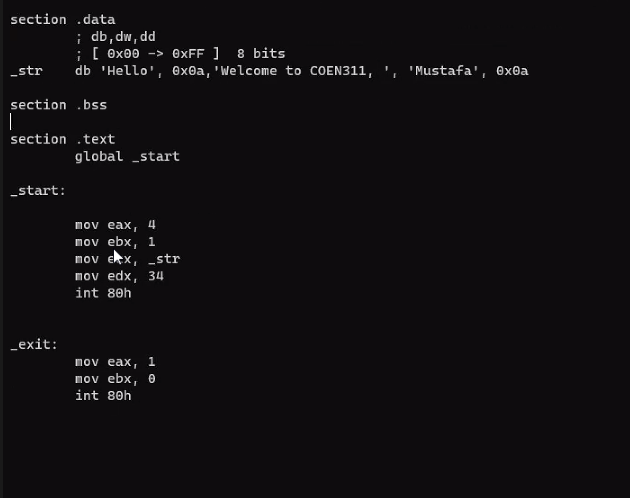 section .data
        ; db,dw,dd
        ; [ 0x00 -> 0xFF ]  8 bits
_str    db 'Hello', 0x0a,'Welcome to COEN311, ', 'Mustafa', 0x0a
section .bss
section .text
        global _start
_start:
        mov eax, 4
        mov ebx, 1
        mov ecx, _str
        mov edx, 34
        int 80h
_exit:
        mov eax, 1
        mov ebx, 0
        int 80h